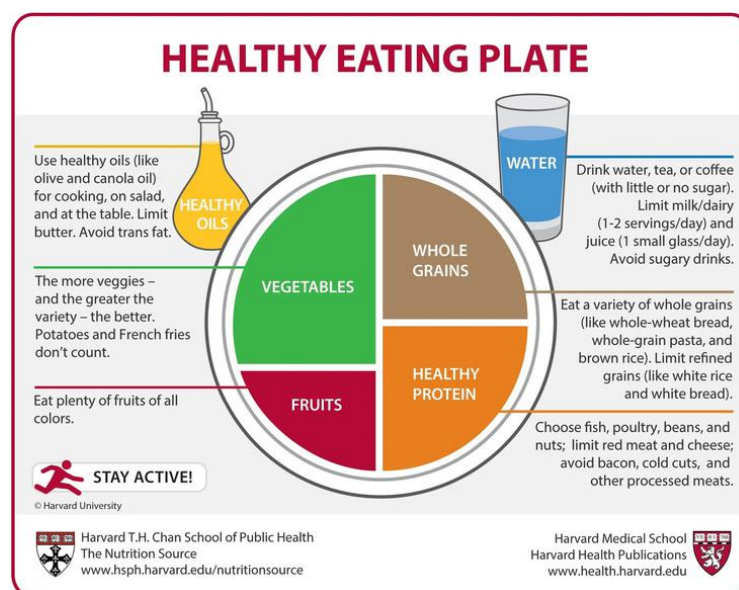 HEALTHY EATING PLATE
HEALTHY
OILS
Use healthy oils (like
olive and canola oil)
for cooking, on salad,
and at the table. Limit
butter. Avoid trans fat.
WATER
Drink water, tea, or coffee
(with little or no sugar).
Limit milk/dairy
(1-2 servings/day) and
juice (1 small glass/day).
Avoid sugary drinks.
VEGETABLES
The more veggies –
and the greater the
variety – the better.
Potatoes and French fries
don’t count.
WHOLE
GRAINS
Eat a variety of whole grains
(like whole-wheat bread,
whole-grain pasta, and
brown rice). Limit refined
grains (like white rice
and white bread).
FRUITS
Eat plenty of fruits of all
colors.
HEALTHY
PROTEIN
Choose fish, poultry, beans, and
nuts; limit red meat and cheese;
avoid bacon, cold cuts, and
other processed meats.
STAY ACTIVE!
© Harvard University
Harvard T.H. Chan School of Public Health
The Nutrition Source
www.hsph.harvard.edu/nutritionsource
Harvard Medical School
Harvard Health Publications
www.health.harvard.edu